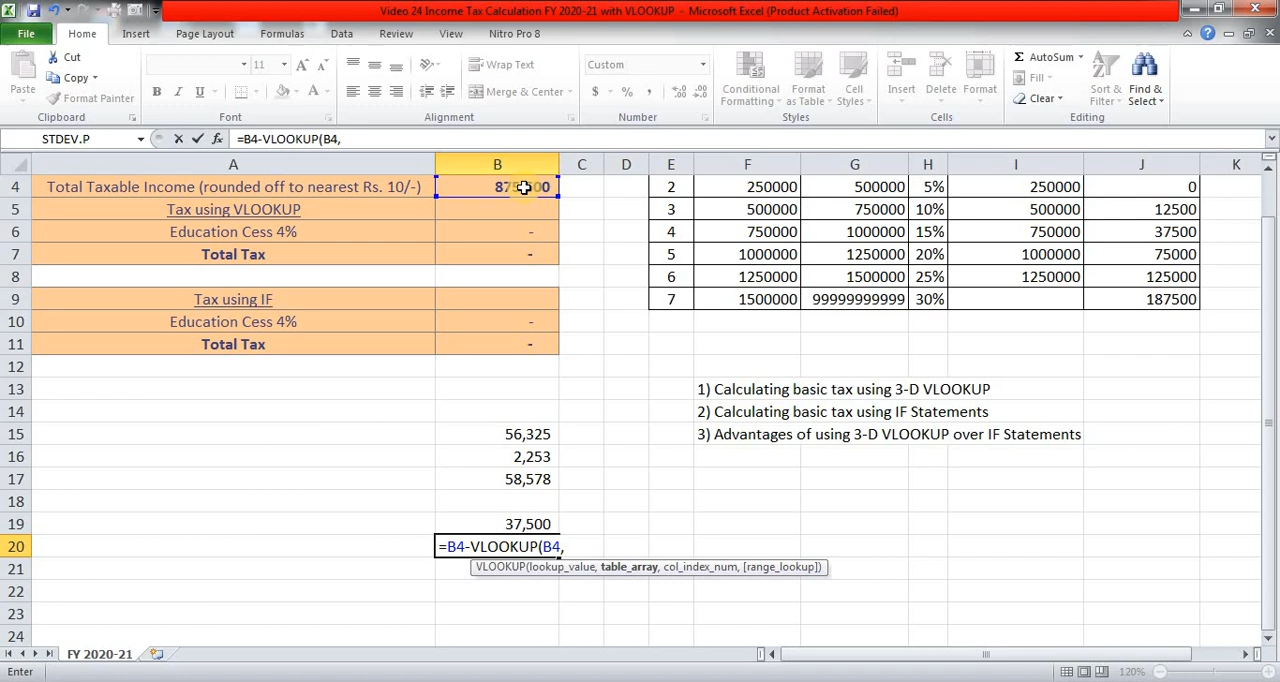 Video 24 Income Tax Calculation FY 2020-21 with VLOOKUP - Microsoft Excel (Product Activation Failed)
File Home Insert Page Layout Formulas Data Review View Nitro Pro 8
Cut
Copy
Format Painter
Paste
Clipboard
11
B I U
Font
Wrap Text
Merge & Center
Alignment
Custom
$ % ,
Number
Conditional Formatting
Format as Table
Cell Styles
Styles
Insert Delete Format
Cells
AutoSum
Fill
Clear
Sort & Filter
Find & Select
Editing
STDEV.P fx =B4-VLOOKUP(B4,
A B C D E F G H I J K
4 Total Taxable Income (rounded off to nearest Rs. 10/-) 2 250000 500000 5% 250000 0
5 Tax using VLOOKUP 3 500000 750000 10% 500000 12500
6 Education Cess 4% - 4 750000 1000000 15% 750000 37500
7 Total Tax - 5 1000000 1250000 20% 1000000 75000
8 6 1250000 1500000 25% 1250000 125000
9 Tax using IF 7 1500000 99999999999 30% 187500
10 Education Cess 4% -
11 Total Tax -
12
13 1) Calculating basic tax using 3-D VLOOKUP
14 2) Calculating basic tax using IF Statements
15 56,325 3) Advantages of using 3-D VLOOKUP over IF Statements
16 2,253
17 58,578
18
19 37,500
20 =B4-VLOOKUP(B4,
21 VLOOKUP(lookup_value, table_array, col_index_num, [range_lookup])
22
23
24
FY 2020-21
Enter 120%